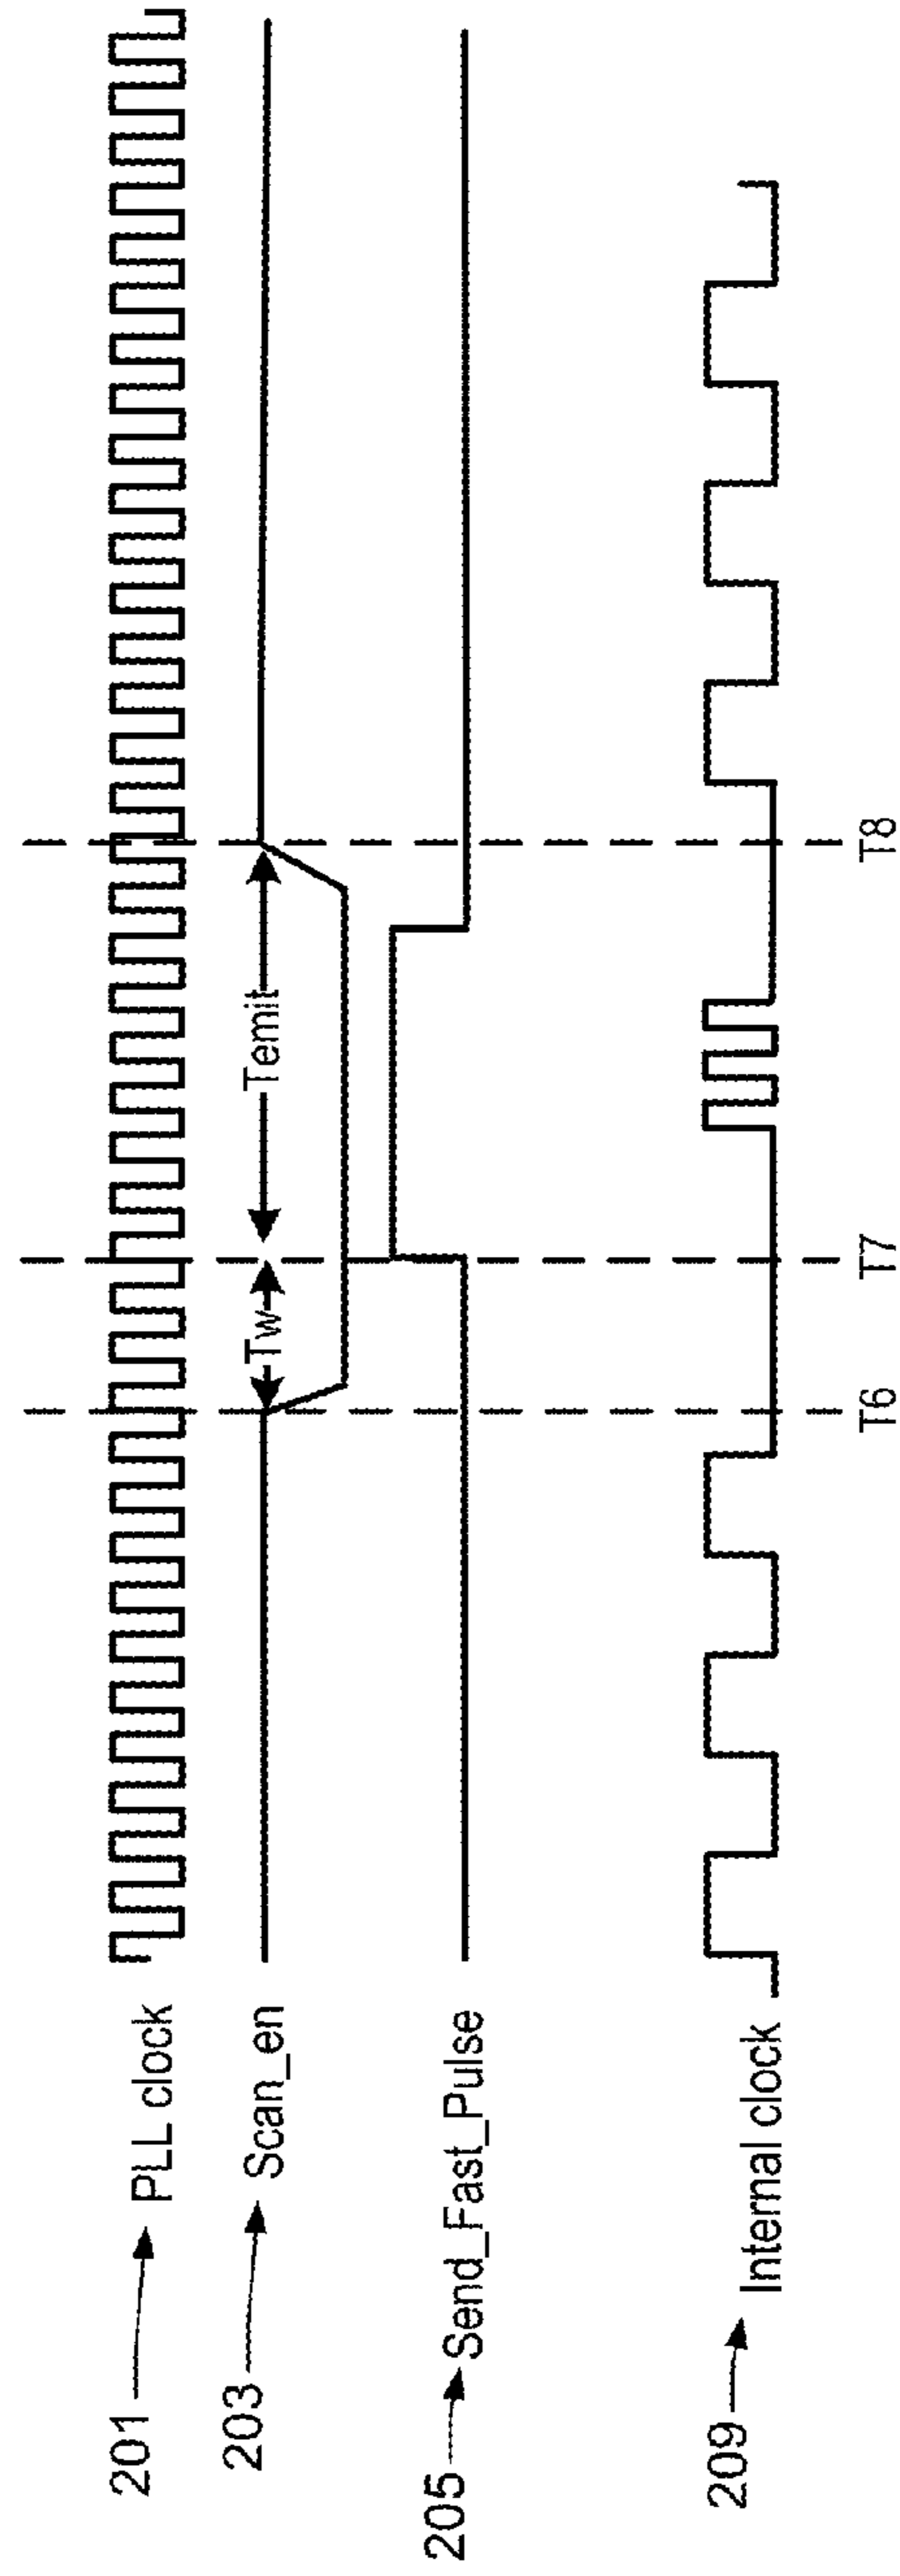 201 PLL clock
203 Scan_en
Tw
Temit
205 Send_Fast_Pulse
209 Internal clock
T6
T7
T8